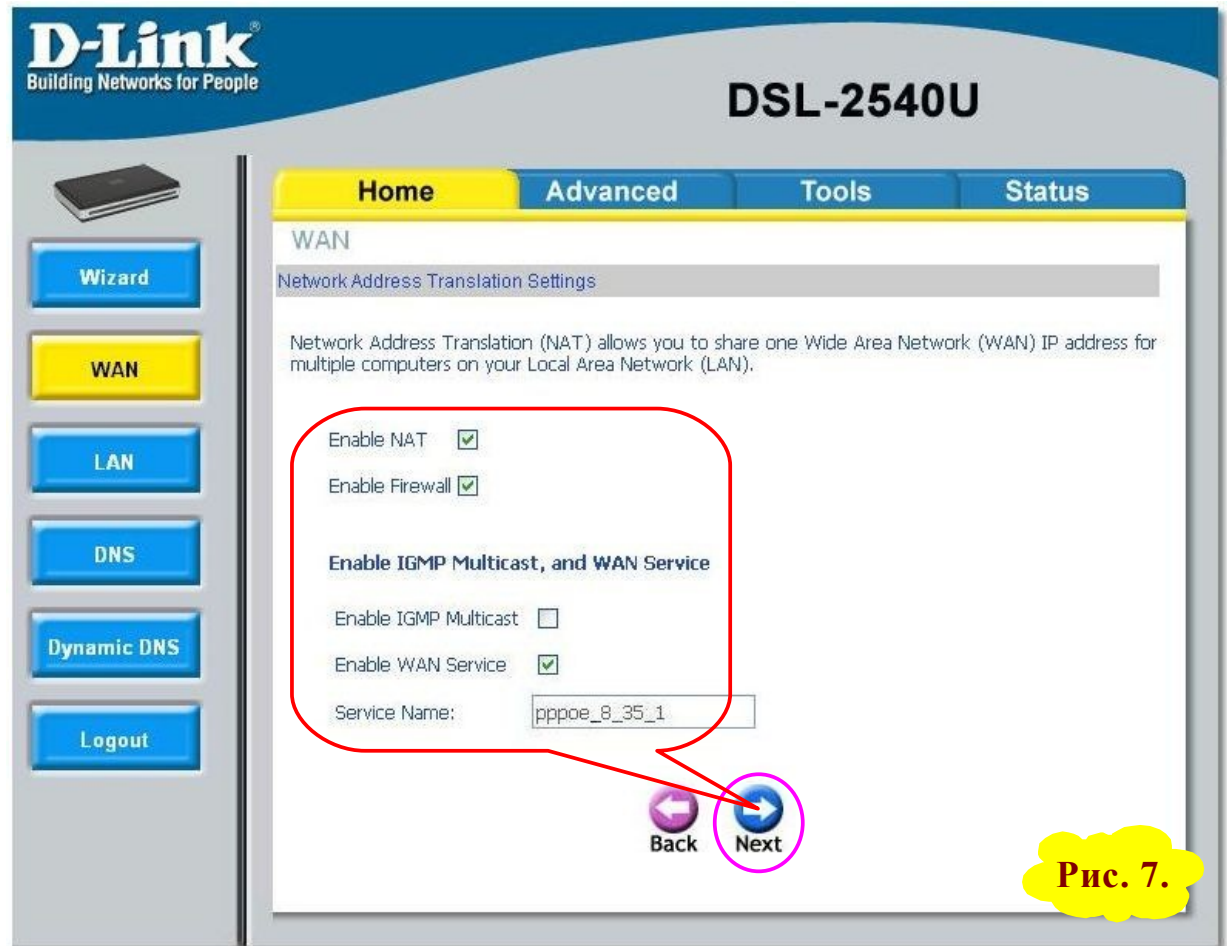 D-Link®
Building Networks for People
DSL-2540U
Home
Advanced
Tools
Status
Wizard
WAN
LAN
DNS
Dynamic DNS
Logout
WAN
Network Address Translation Settings
Network Address Translation (NAT) allows you to share one Wide Area Network (WAN) IP address for
multiple computers on your Local Area Network (LAN).
Enable NAT
Enable Firewall
Enable IGMP Multicast, and WAN Service
Enable IGMP Multicast
Enable WAN Service
Service Name: pppoe_8_35_1
Back
Next
Рис. 7.